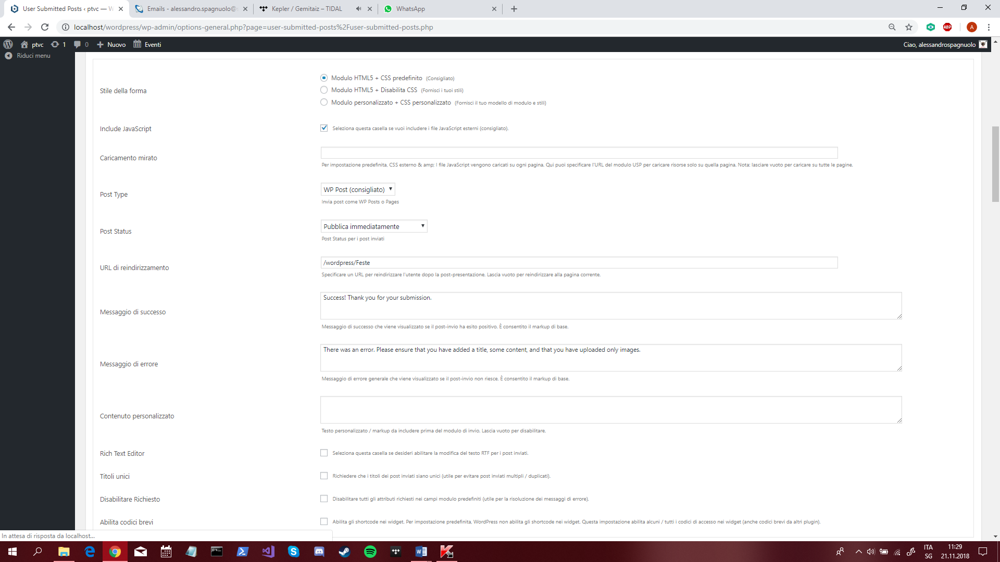 User Submitted Posts ‹ ptvc — W
Emails - alessandro.spagnuolo@
Kepler / Gemitaiz – TIDAL
WhatsApp
localhost/wordpress/wp-admin/options-general.php?page=user-submitted-posts%2Fuser-submitted-posts.php
ABP
A
ptvc
1
0
Nuovo
Eventi
Ciao, alessandrospagnuolo
Riduci menu
Stile della forma
Modulo HTML5 + CSS predefinito (Consigliato)
Modulo HTML5 + Disabilita CSS (Fornisci i tuoi stili)
Modulo personalizzato + CSS personalizzato (Fornisci il tuo modello di modulo e stili)
Include JavaScript
Seleziona questa casella se vuoi includere i file JavaScript esterni (consigliato).
Caricamento mirato
Per impostazione predefinita, CSS esterno & amp; I file JavaScript vengono caricati su ogni pagina. Qui puoi specificare l'URL del modulo USP per caricare risorse solo su quella pagina. Nota: lasciare vuoto per caricare su tutte le pagine.
Post Type
WP Post (consigliato)
Invia post come WP Posts o Pages
Post Status
Pubblica immediatamente
Post Status per i post inviati
URL di reindirizzamento
/wordpress/Feste
Specificare un URL per reindirizzare l'utente dopo la post-presentazione. Lascia vuoto per reindirizzare alla pagina corrente.
Messaggio di successo
Success! Thank you for your submission.
Messaggio di successo che viene visualizzato se il post-invio ha esito positivo. È consentito il markup di base.
Messaggio di errore
There was an error. Please ensure that you have added a title, some content, and that you have uploaded only images.
Messaggio di errore generale che viene visualizzato se il post-invio non riesce. È consentito il markup di base.
Contenuto personalizzato
Testo personalizzato / markup da includere prima del modulo di invio. Lascia vuoto per disabilitare.
Rich Text Editor
Seleziona questa casella se desideri abilitare la modifica del testo RTF per i post inviati.
Titoli unici
Richiedere che i titoli dei post inviati siano unici (utile per evitare post inviati multipli / duplicati).
Disabilitare Richiesto
Disabilitare tutti gli attributi richiesti nei campi modulo predefiniti (utile per la risoluzione dei messaggi di errore).
Abilita codici brevi
Abilita gli shortcode nei widget. Per impostazione predefinita, WordPress non abilita gli shortcode nei widget. Questa impostazione abilita alcuni / tutti i codici di accesso nei widget (anche codici brevi da altri plugin).
In attesa di risposta da localhost...
ITA
SG
11:29
21.11.2018